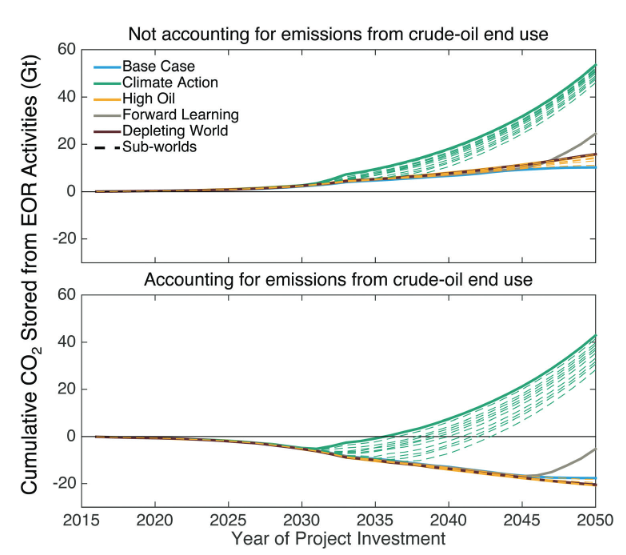 Not accounting for emissions from crude-oil end use
60
40
20
0
-20
Base Case
Climate Action
High Oil
Forward Learning
Depleting World
Sub-worlds
Cumulative CO₂ Stored from EOR Activities (Gt)
Accounting for emissions from crude-oil end use
60
40
20
0
-20
2015 2020 2025 2030 2035 2040 2045 2050
Year of Project Investment